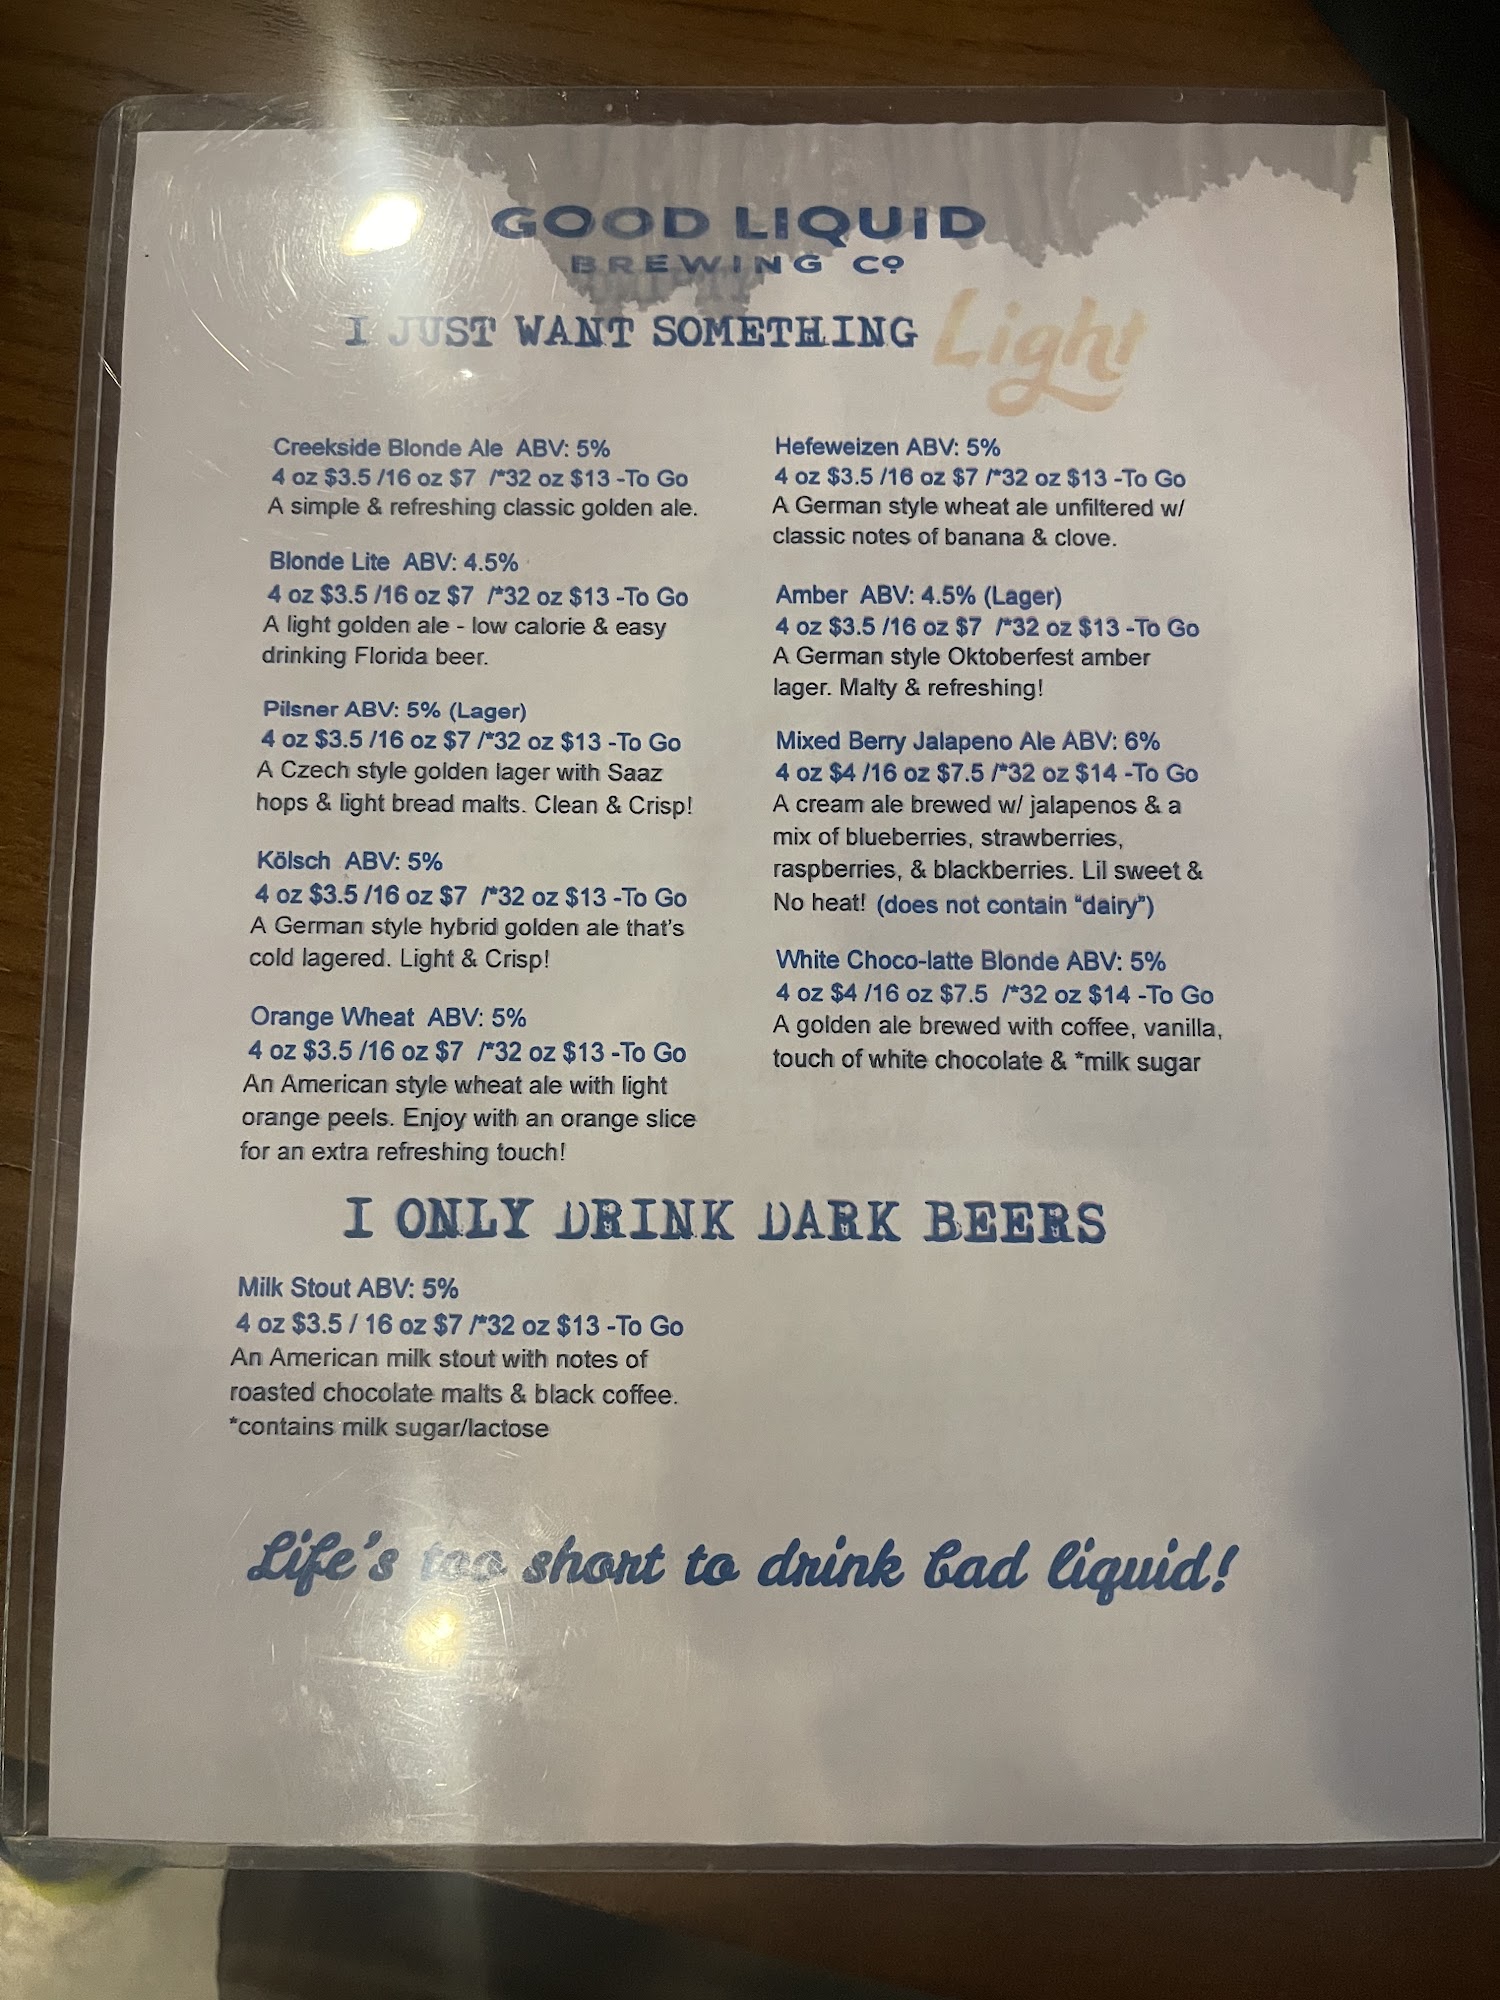 GOOD LIQUID
BREWING Cº
I JUST WANT SOMETHING Light
Creekside Blonde Ale ABV: 5%
4 oz $3.5 /16 oz $7 /*32 oz $13 -To Go
A simple & refreshing classic golden ale.
Blonde Lite ABV: 4.5%
4 oz $3.5 /16 oz $7 /*32 oz $13 -To Go
A light golden ale - low calorie & easy
drinking Florida beer.
Pilsner ABV: 5% (Lager)
4 oz $3.5 /16 oz $7 /*32 oz $13 -To Go
A Czech style golden lager with Saaz
hops & light bread malts. Clean & Crisp!
Kölsch ABV: 5%
4 oz $3.5 /16 oz $7 /*32 oz $13 -To Go
A German style hybrid golden ale that's
cold lagered. Light & Crisp!
Orange Wheat ABV: 5%
4 oz $3.5 /16 oz $7 /*32 oz $13 -To Go
An American style wheat ale with light
orange peels. Enjoy with an orange slice
for an extra refreshing touch!
Hefeweizen ABV: 5%
4 oz $3.5 /16 oz $7 /*32 oz $13 -To Go
A German style wheat ale unfiltered w/
classic notes of banana & clove.
Amber ABV: 4.5% (Lager)
4 oz $3.5 /16 oz $7 /*32 oz $13 -To Go
A German style Oktoberfest amber
lager. Malty & refreshing!
Mixed Berry Jalapeno Ale ABV: 6%
4 oz $4 /16 oz $7.5 /*32 oz $14 -To Go
A cream ale brewed w/ jalapenos & a
mix of blueberries, strawberries,
raspberries, & blackberries. Lil sweet &
No heat! (does not contain "dairy")
White Choco-latte Blonde ABV: 5%
4 oz $4 /16 oz $7.5 /*32 oz $14 -To Go
A golden ale brewed with coffee, vanilla,
touch of white chocolate & *milk sugar
I ONLY DRINK DARK BEERS
Milk Stout ABV: 5%
4 oz $3.5 / 16 oz $7 /*32 oz $13 -To Go
An American milk stout with notes of
roasted chocolate malts & black coffee.
*contains milk sugar/lactose
Life's too short to drink bad liquid!